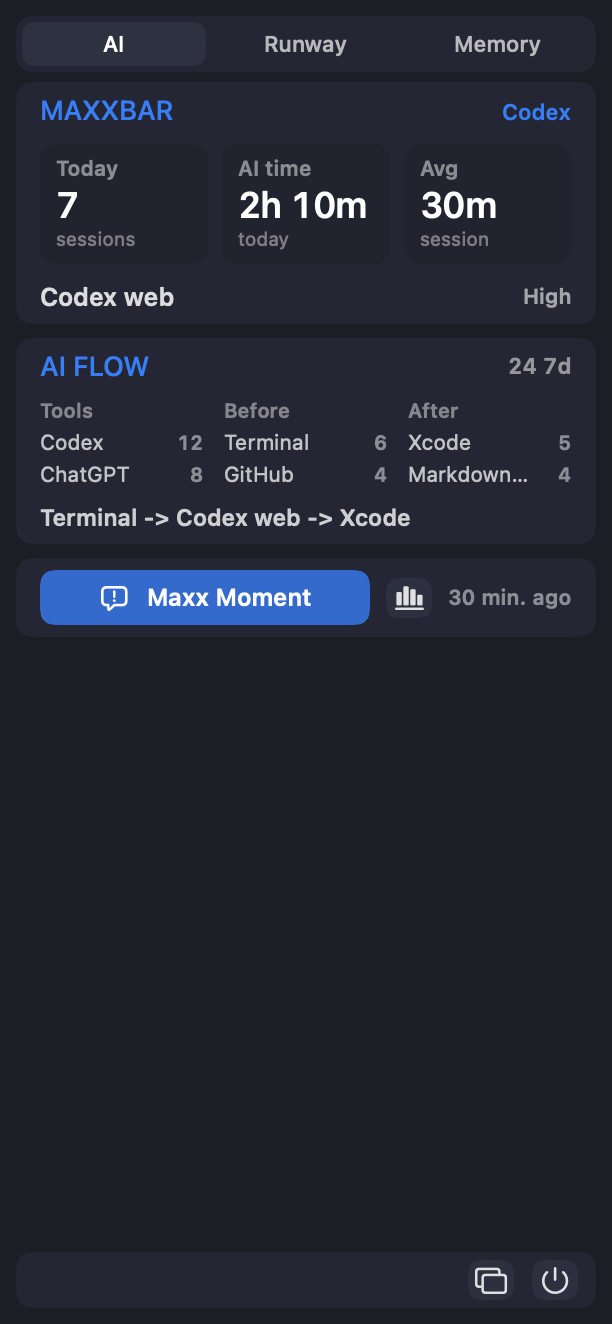 AI Runway Memory
MAXXBAR Codex
Today AI time Avg
7 2h 10m 30m
sessions today session
Codex web High
AI FLOW 24 7d
Tools Before After
Codex 12 Terminal 6 Xcode 5
ChatGPT 8 GitHub 4 Markdown... 4
Terminal -> Codex web -> Xcode
Maxx Moment 30 min. ago